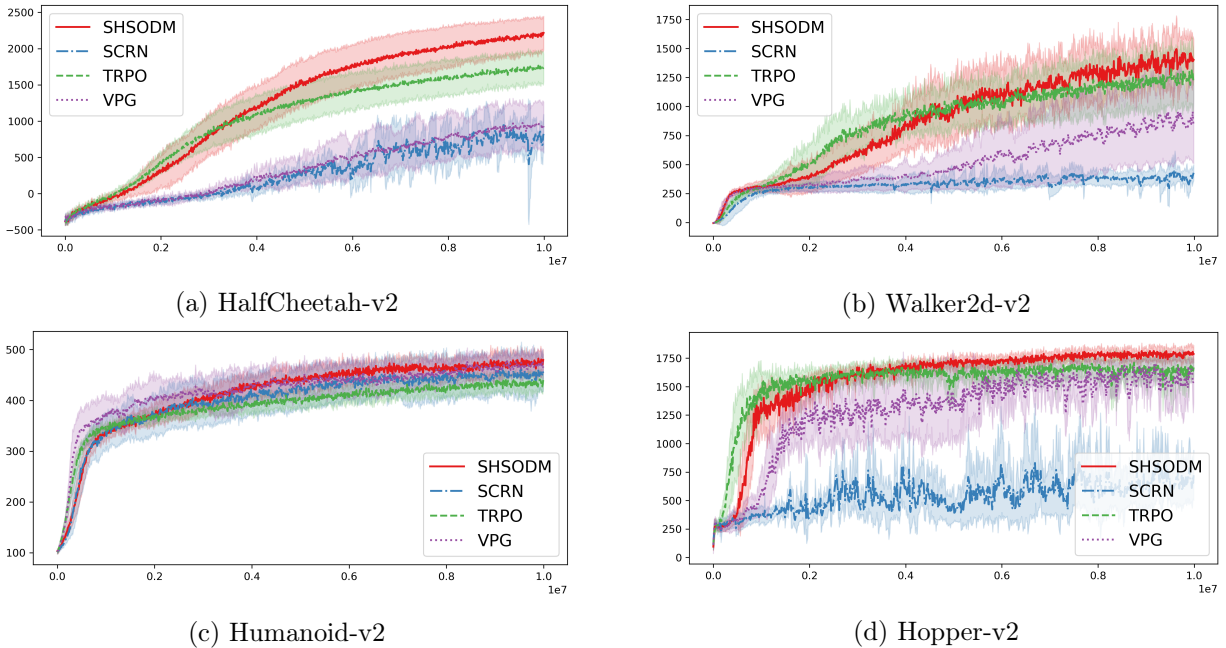 2500
2000
1500
1000
500
0
−500
SHSODM
SCRN
TRPO
VPG
0.0 0.2 0.4 0.6 0.8 1.0
1e7
(a) HalfCheetah-v2
1750
1500
1250
1000
750
500
250
0
SHSODM
SCRN
TRPO
VPG
0.0 0.2 0.4 0.6 0.8 1.0
1e7
(b) Walker2d-v2
500
400
300
200
100
SHSODM
SCRN
TRPO
VPG
0.0 0.2 0.4 0.6 0.8 1.0
1e7
(c) Humanoid-v2
1750
1500
1250
1000
750
500
250
0
SHSODM
SCRN
TRPO
VPG
0.0 0.2 0.4 0.6 0.8 1.0
1e7
(d) Hopper-v2